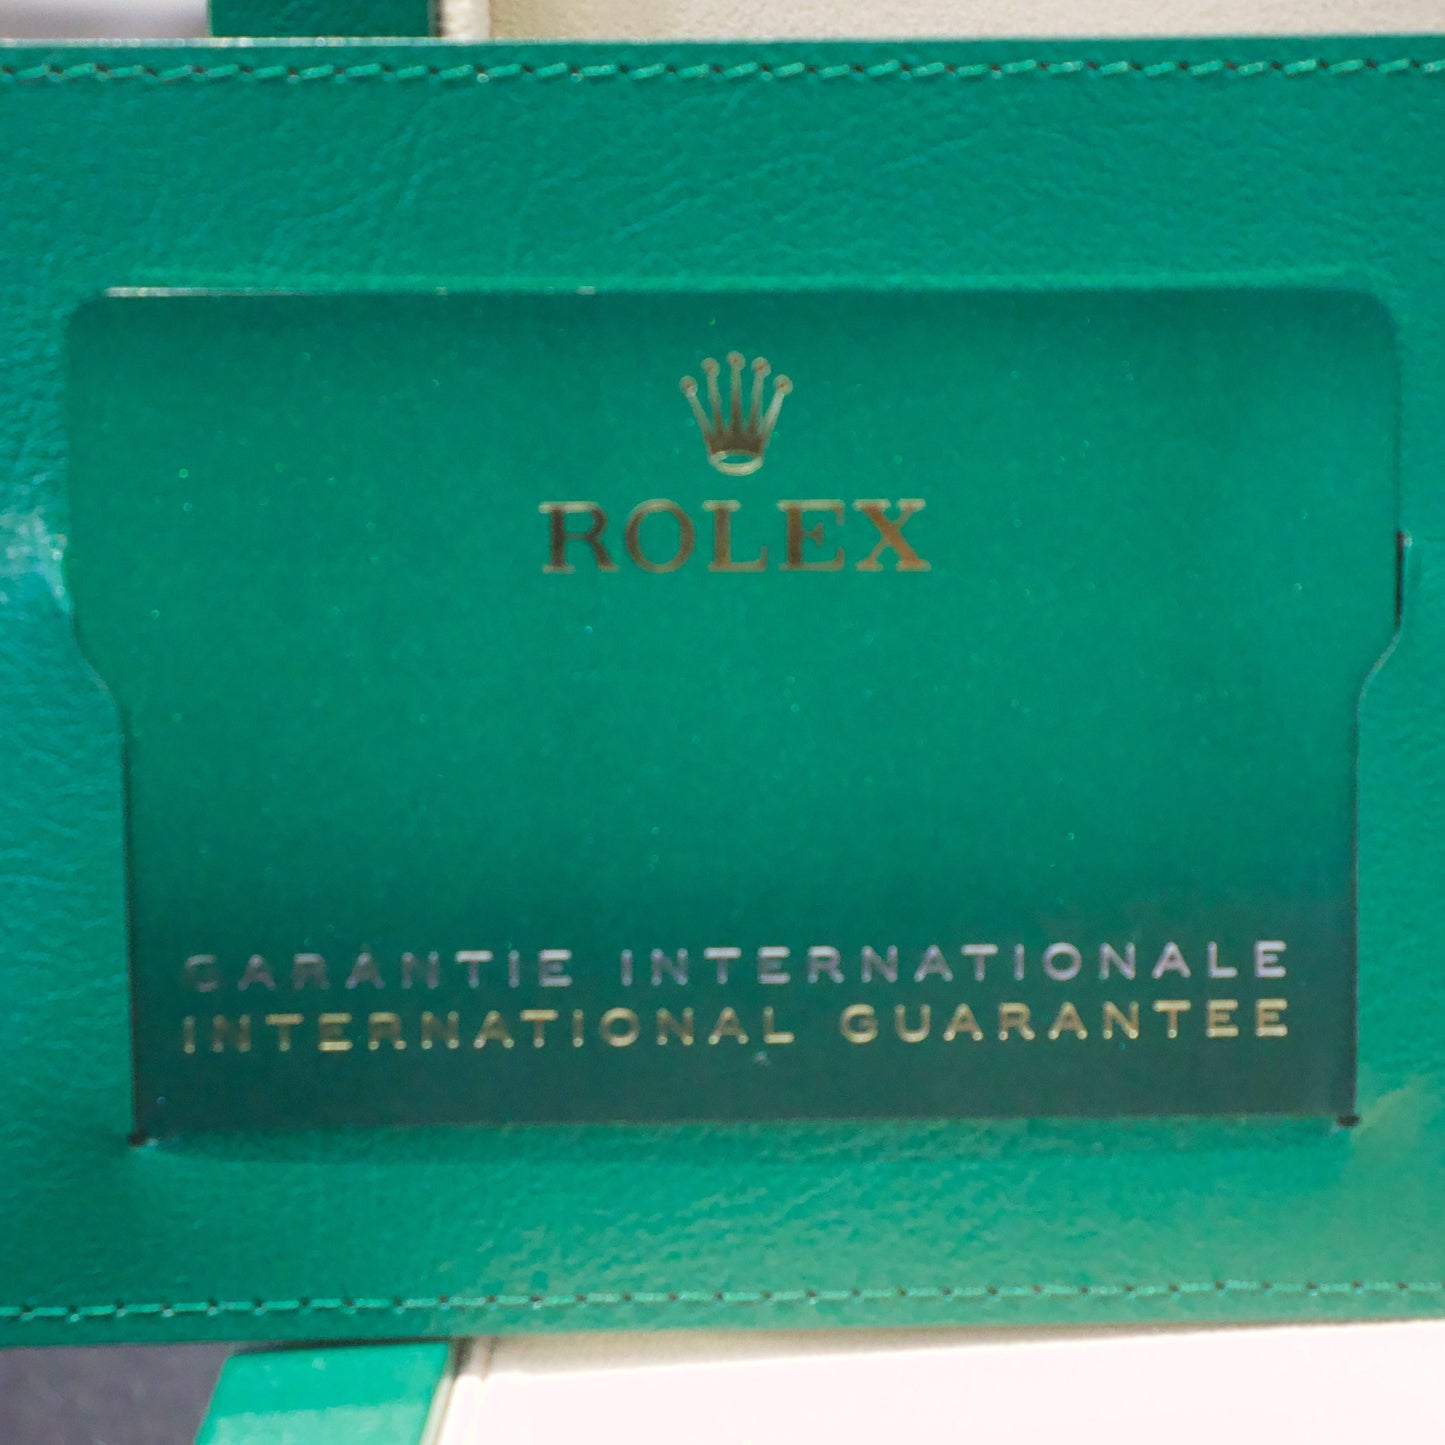 ROLEX
GARANTIE INTERNATIONALE
INTERNATIONAL GUARANTEE